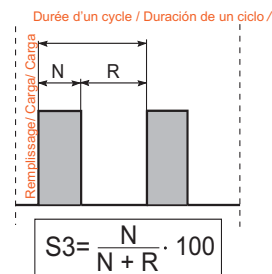 Durée d'un cycle / Duración de un ciclo /
Remplissage/ Carga/ Carga
N R
S3= N / N + R · 100